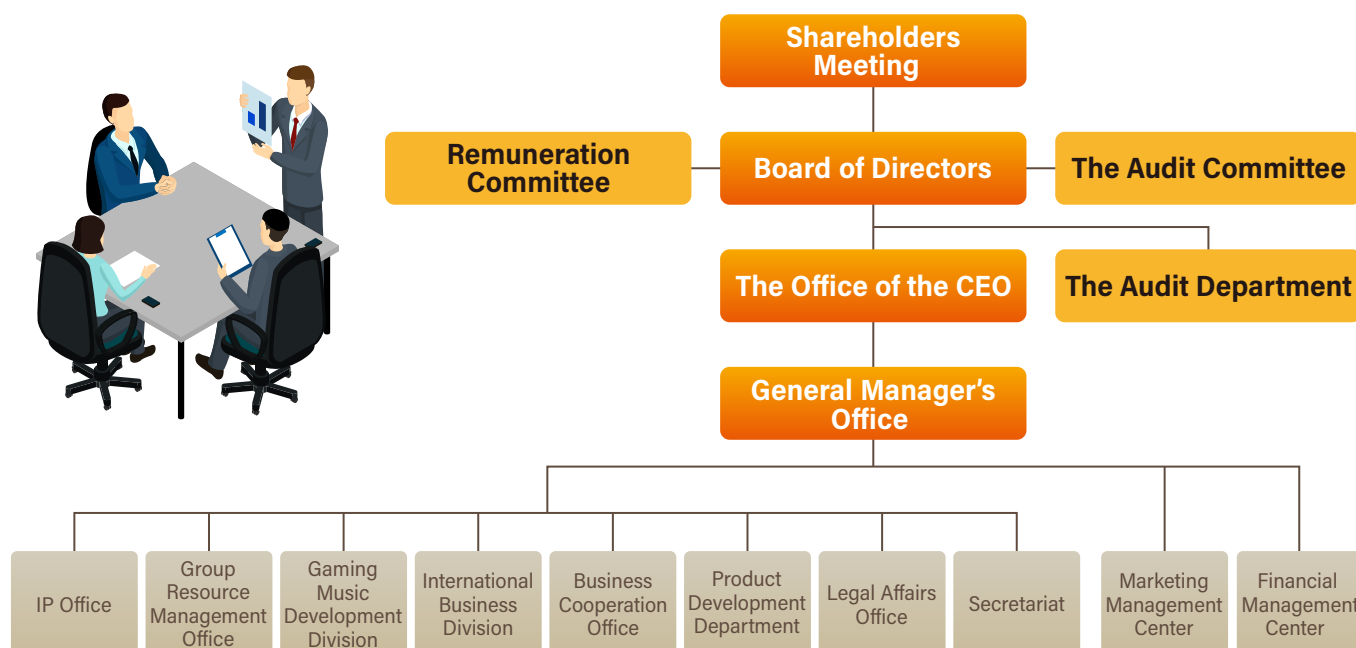 Shareholders
Meeting
Remuneration
Committee
Board of Directors
The Audit Committee
The Office of the CEO
The Audit Department
General Manager's
Office
IP Office
Group
Resource
Management
Office
Gaming
Music
Development
Division
International
Business
Division
Business
Cooperation
Office
Product
Development
Department
Legal Affairs
Office
Secretariat
Marketing
Management
Center
Financial
Management
Center